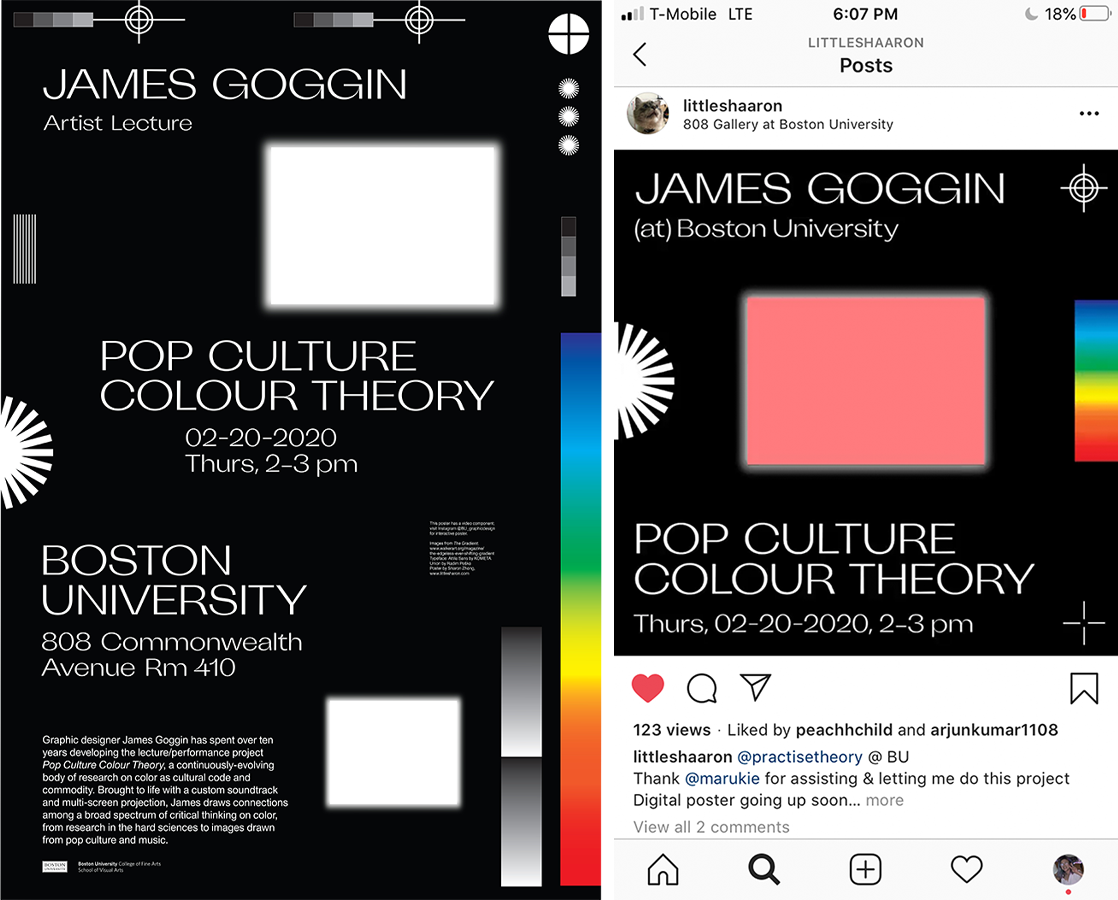 JAMES GOGGIN
Artist Lecture
POP CULTURE
COLOUR THEORY
02-20-2020
Thurs, 2-3 pm
This poster has a video component,
visit Instagram @BU_graphicdesign
for interactive poster.
Images from The Gradient:
www.walkerart.org/magazine/
the-edgeless-ever-shifting-gradient
Typeface: Antio Sans by KOMETA
Union by Radim Peško
Poster by Sharon Zheng,
BOSTON
UNIVERSITY
808 Commonwealth
Avenue Rm 410
Graphic designer James Goggin has spent over ten
years developing the lecture/performance project
Pop Culture Colour Theory, a continuously-evolving
body of research on color as cultural code and
commodity. Brought to life with a custom soundtrack
and multi-screen projection, James draws connections
among a broad spectrum of critical thinking on color,
from research in the hard sciences to images drawn
from pop culture and music.
BOSTON
UNIVERSITY
Boston University College of Fine Arts
School of Visual Arts
T-Mobile LTE 6:07 PM 18%
LITTLESHAARON
Posts
littleshaaron
808 Gallery at Boston University
JAMES GOGGIN
(at) Boston University
POP CULTURE
COLOUR THEORY
Thurs, 02-20-2020, 2-3 pm
123 views · Liked by peachhchild and arjunkumar1108
littleshaaron @practisetheory @ BU
Thank @marukie for assisting & letting me do this project
Digital poster going up soon... more
View all 2 comments